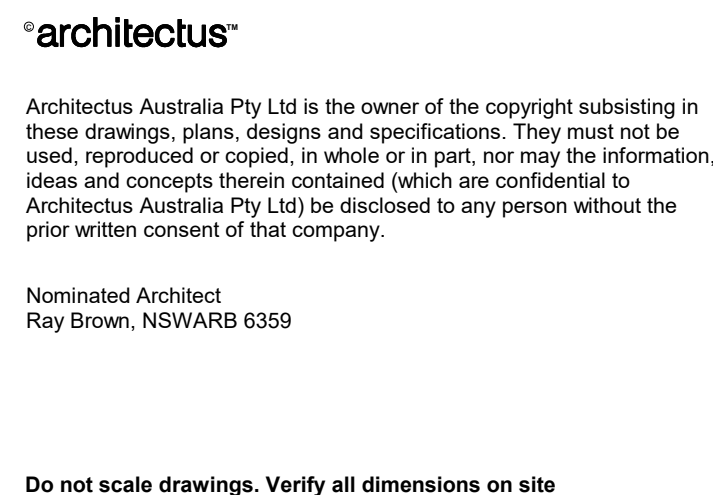 ©architectus™
Architectus Australia Pty Ltd is the owner of the copyright subsisting in
these drawings, plans, designs and specifications. They must not be
used, reproduced or copied, in whole or in part, nor may the information,
ideas and concepts therein contained (which are confidential to
Architectus Australia Pty Ltd) be disclosed to any person without the
prior written consent of that company.
Nominated Architect
Ray Brown, NSWARB 6359
Do not scale drawings. Verify all dimensions on site